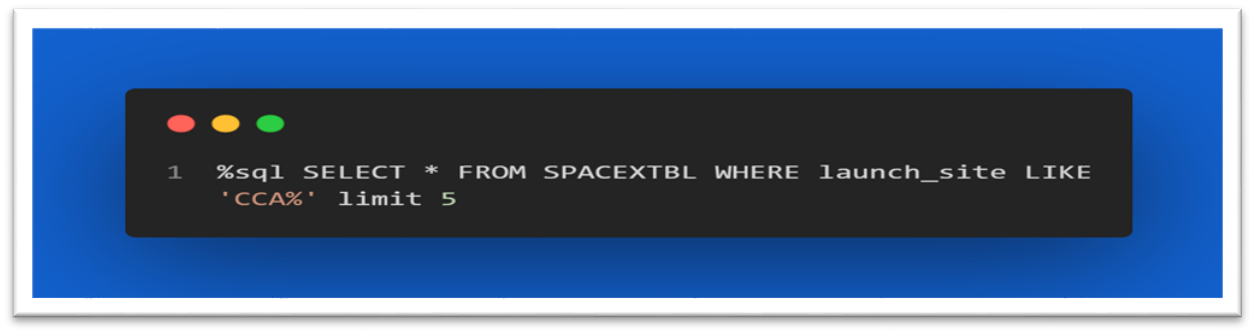 1 %sql SELECT * FROM SPACEXTBL WHERE launch_site LIKE
'CCA%' limit 5